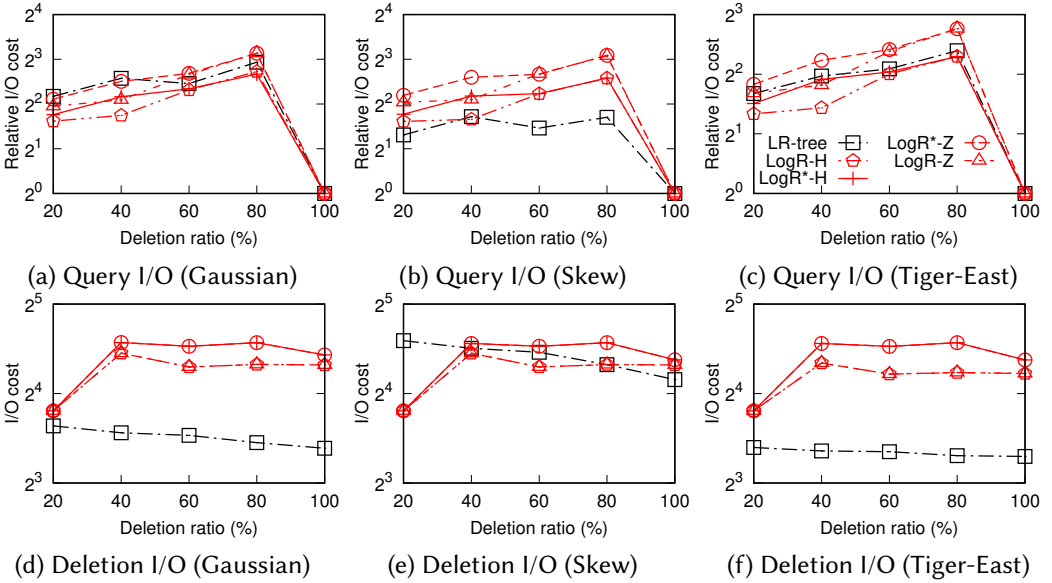 Relative I/O cost
2^4
2^3
2^2
2^1
2^0
20 40 60 80 100
Deletion ratio (%)
(a) Query I/O (Gaussian)
Relative I/O cost
2^4
2^3
2^2
2^1
2^0
20 40 60 80 100
Deletion ratio (%)
(b) Query I/O (Skew)
Relative I/O cost
2^3
2^2
2^1
2^0
LR-tree
LogR-H
LogR*-H
LogR*-Z
LogR-Z
20 40 60 80 100
Deletion ratio (%)
(c) Query I/O (Tiger-East)
I/O cost
2^5
2^4
2^3
20 40 60 80 100
Deletion ratio (%)
(d) Deletion I/O (Gaussian)
I/O cost
2^5
2^4
2^3
20 40 60 80 100
Deletion ratio (%)
(e) Deletion I/O (Skew)
I/O cost
2^5
2^4
2^3
20 40 60 80 100
Deletion ratio (%)
(f) Deletion I/O (Tiger-East)